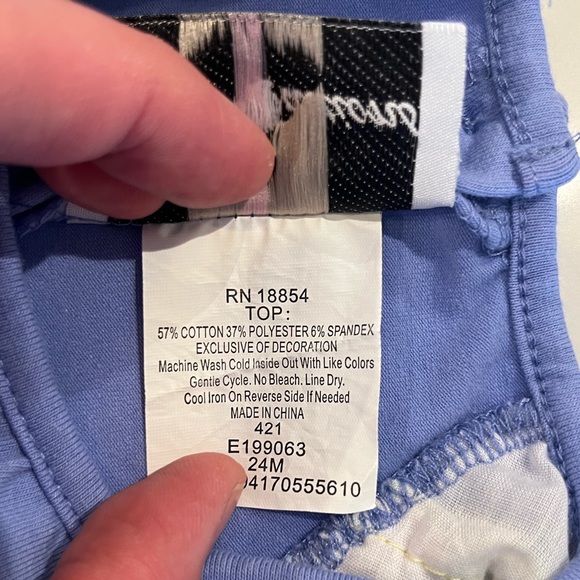 RN 18854
TOP:
57% COTTON 37% POLYESTER 6% SPANDEX
EXCLUSIVE OF DECORATION
Machine Wash Cold Inside Out With Like Colors
Gentle Cycle. No Bleach. Line Dry.
Cool Iron On Reverse Side If Needed
MADE IN CHINA
421
E199063
24M
04170555610